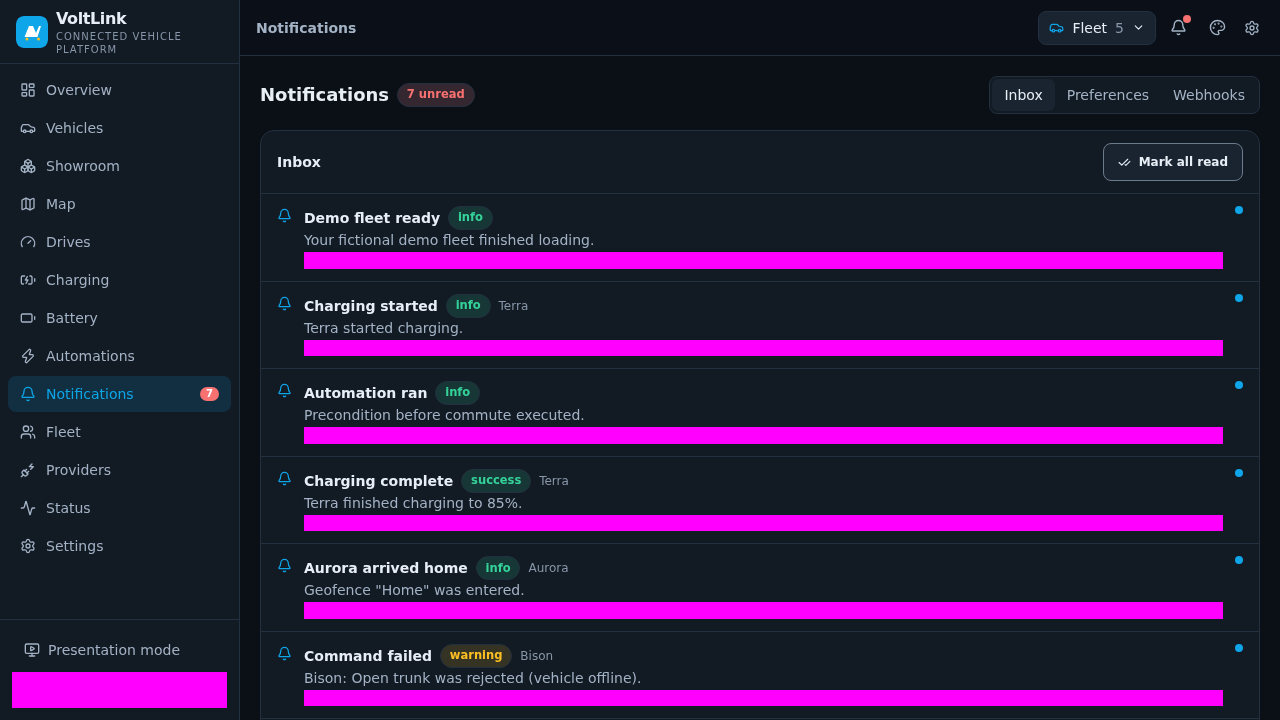 VoltLink
CONNECTED VEHICLE
PLATFORM
Overview
Vehicles
Showroom
Map
Drives
Charging
Battery
Automations
Notifications 7
Fleet
Providers
Status
Settings
Presentation mode
Notifications
Fleet 5
Notifications 7 unread
Inbox Preferences Webhooks
Inbox
Mark all read
Demo fleet ready info
Your fictional demo fleet finished loading.
Charging started info Terra
Terra started charging.
Automation ran info
Precondition before commute executed.
Charging complete success Terra
Terra finished charging to 85%.
Aurora arrived home info Aurora
Geofence "Home" was entered.
Command failed warning Bison
Bison: Open trunk was rejected (vehicle offline).